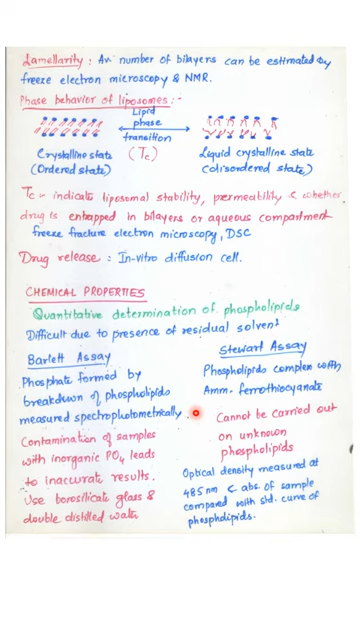 Lamellarity : Av. number of bilayers can be estimated by
freeze electron microscopy & NMR.
Phase behavior of liposomes :-
Lipid
phase
transition
(Tc)
Crystalline state
(Ordered state)
Liquid crystalline state
(disordered state)
Tc :- indicate liposomal stability, permeability & whether
drug is entrapped in bilayers or aqueous compartment
freeze fracture electron microscopy, DSC
Drug release : In-vitro diffusion cell.
CHEMICAL PROPERTIES
Quantitative determination of phospholipids
Difficult due to presence of residual solvent
Barlett Assay
Phosphate formed by
breakdown of phospholipids
measured spectrophotometrically.
Contamination of samples
with inorganic PO4 leads
to inaccurate results.
Use borosilicate glass &
double distilled water
Stewart Assay
Phospholipids complex with
Amm. ferrothiocyanate
Cannot be carried out
on unknown
phospholipids
Optical density measured at
485 nm & abs. of sample
compared with std. curve of
phospholipids.